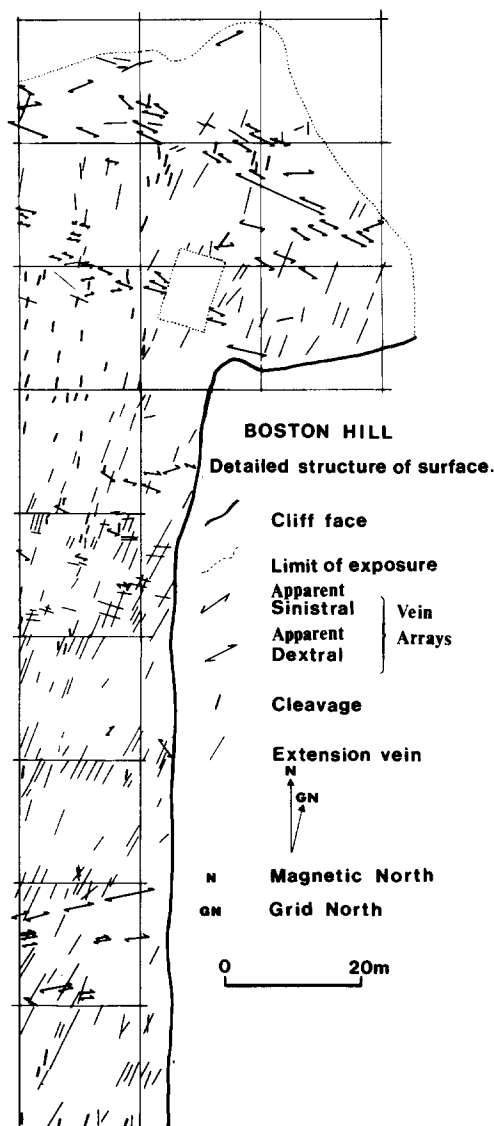 BOSTON HILL
Detailed structure of surface.
Cliff face
Limit of exposure
Apparent
Sinistral
Apparent
Dextral
Vein
Arrays
Cleavage
Extension vein
N
GN
N Magnetic North
GN Grid North
0 20m